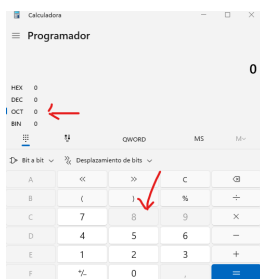 Calculadora
Programador
0
HEX 0
DEC 0
OCT 0
BIN 0
QWORD MS M˅
Bit a bit Desplazamiento de bits
A << >> C
B ( ) % ÷
C 7 8 9 ×
D 4 5 6 −
E 1 2 3 +
F +/− 0 , =